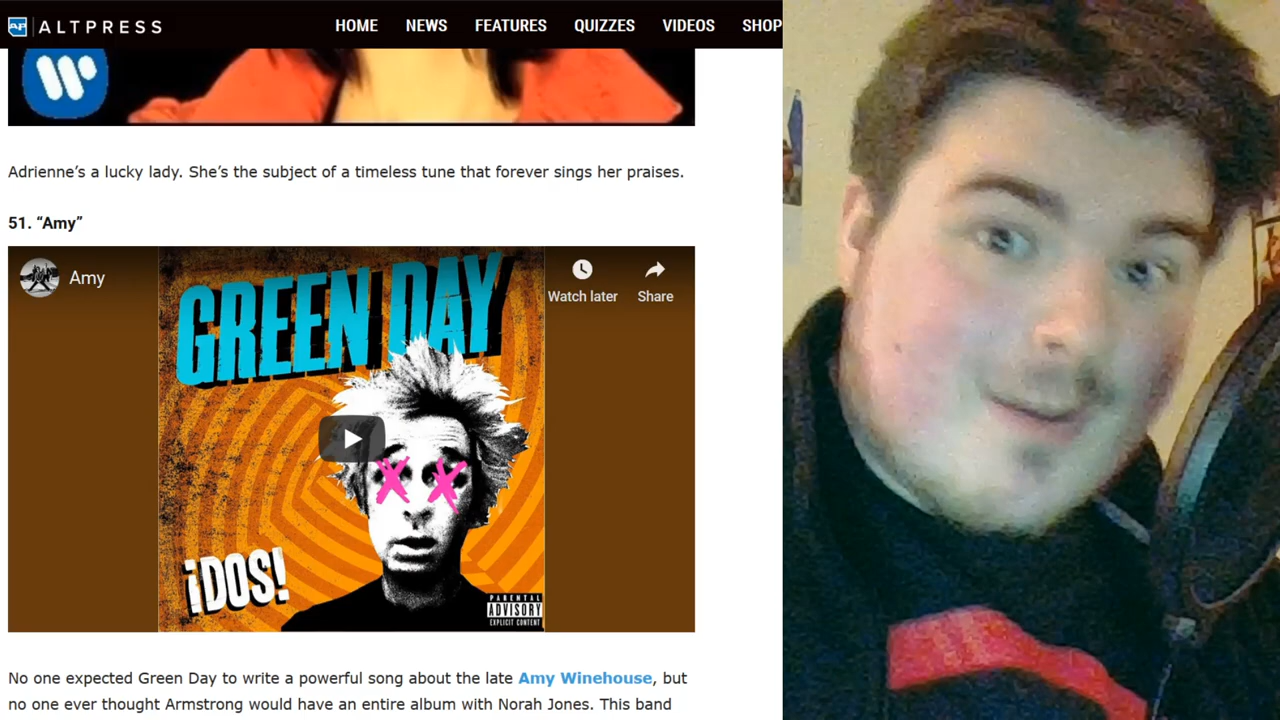 AP ALTPRESS HOME NEWS FEATURES QUIZZES VIDEOS SHOP
W
Adrienne’s a lucky lady. She’s the subject of a timeless tune that forever sings her praises.
51. “Amy”
Amy
Watch later
Share
GREEN DAY
¡DOS!
PARENTAL
ADVISORY
EXPLICIT CONTENT
No one expected Green Day to write a powerful song about the late Amy Winehouse, but
no one ever thought Armstrong would have an entire album with Norah Jones. This band